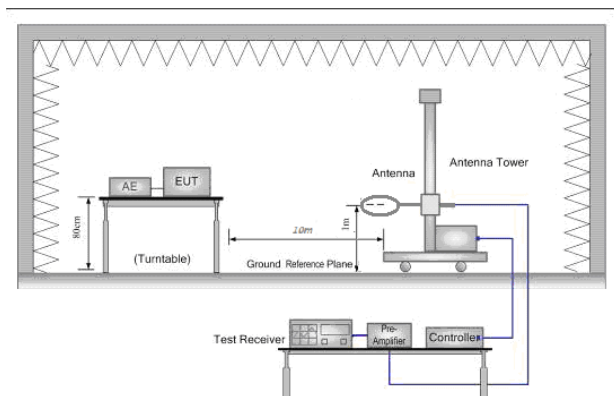 Antenna
Antenna Tower
AE
EUT
80cm
(Turntable)
10m
1m
Ground Reference Plane
Test Receiver
Pre-
Amplifier
Controller